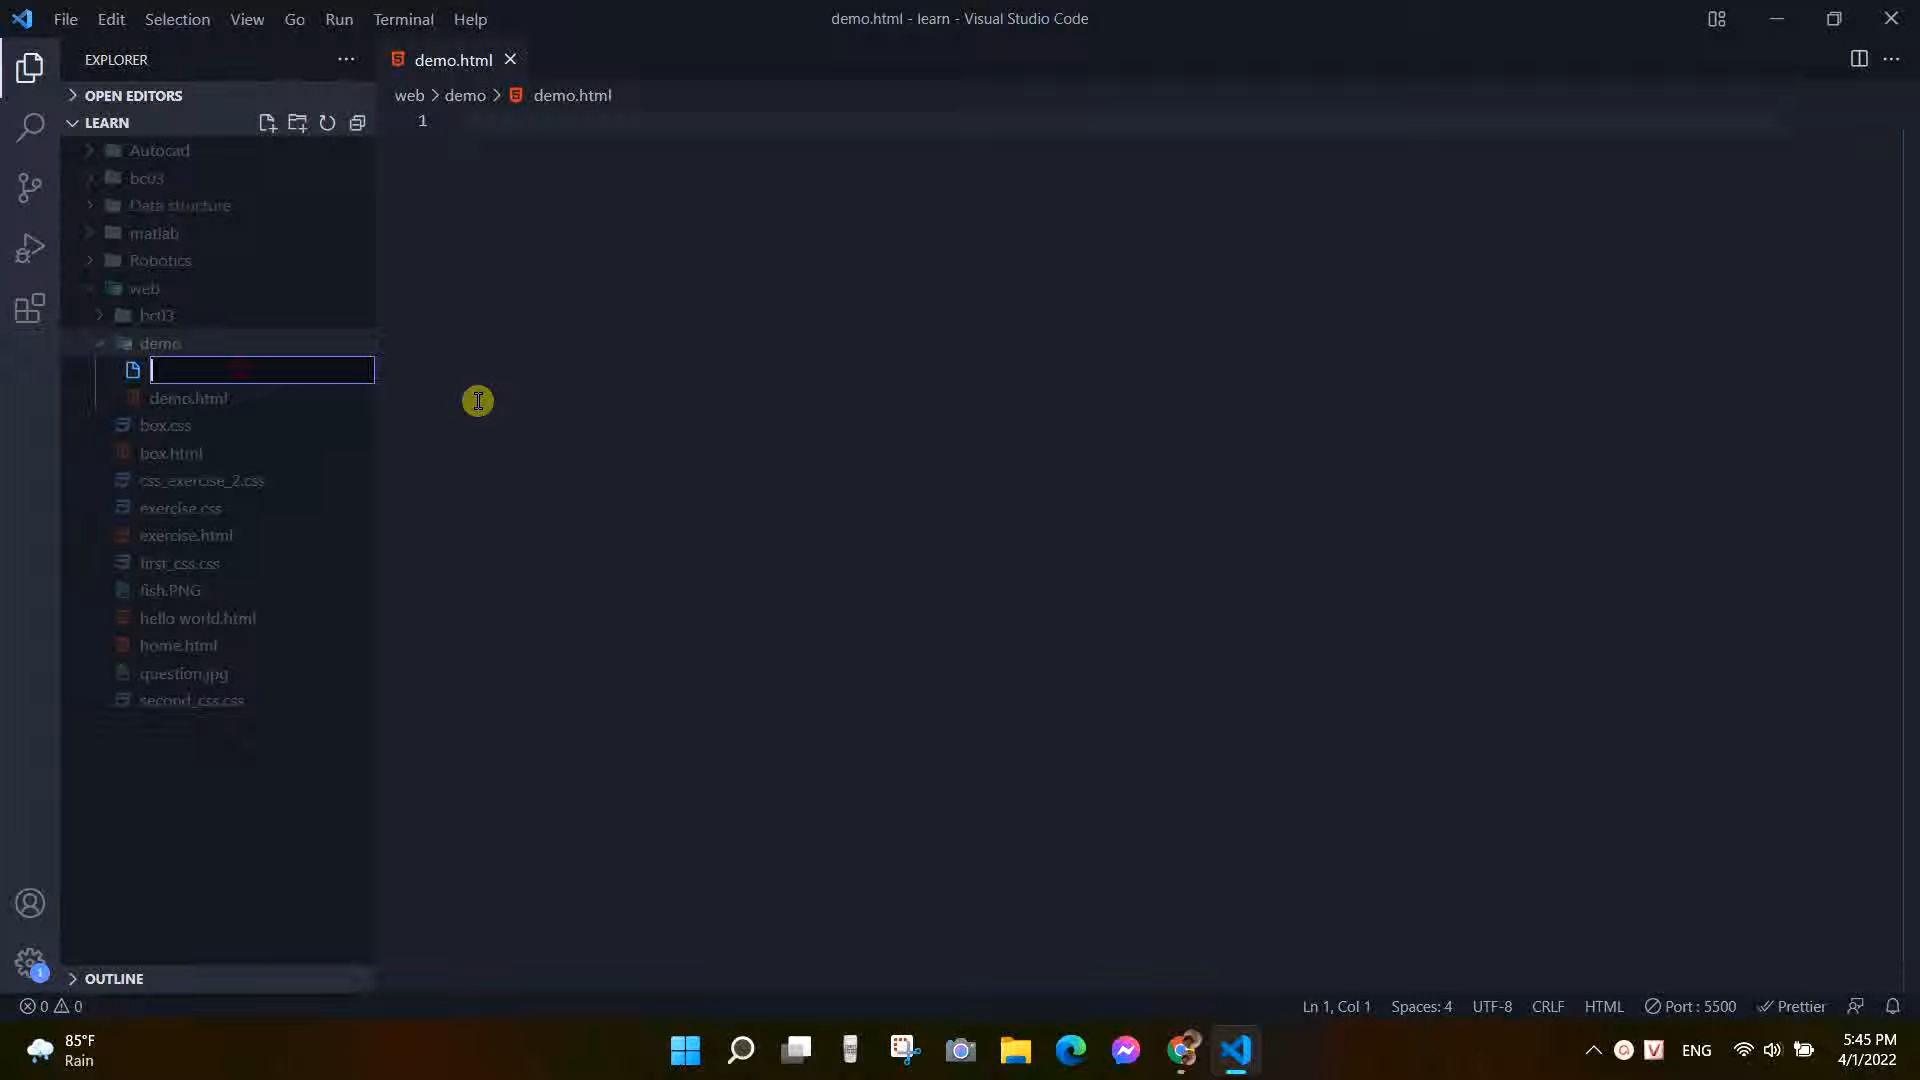 File Edit Selection View Go Run Terminal Help
demo.html - learn - Visual Studio Code
EXPLORER
demo.html
OPEN EDITORS
web > demo > demo.html
LEARN
1
Autocad
bc03
Data structure
matlab
Robotics
web
bc03
demo
demo.html
box.css
box.html
css_exercise_2.css
exercise.css
exercise.html
first_css.css
fish.PNG
hello world.html
home.html
question.jpg
second_css.css
1
OUTLINE
0 0
Ln 1, Col 1 Spaces: 4 UTF-8 CRLF HTML Port : 5500 Prettier
85°F
Rain
ENG
5:45 PM
4/1/2022